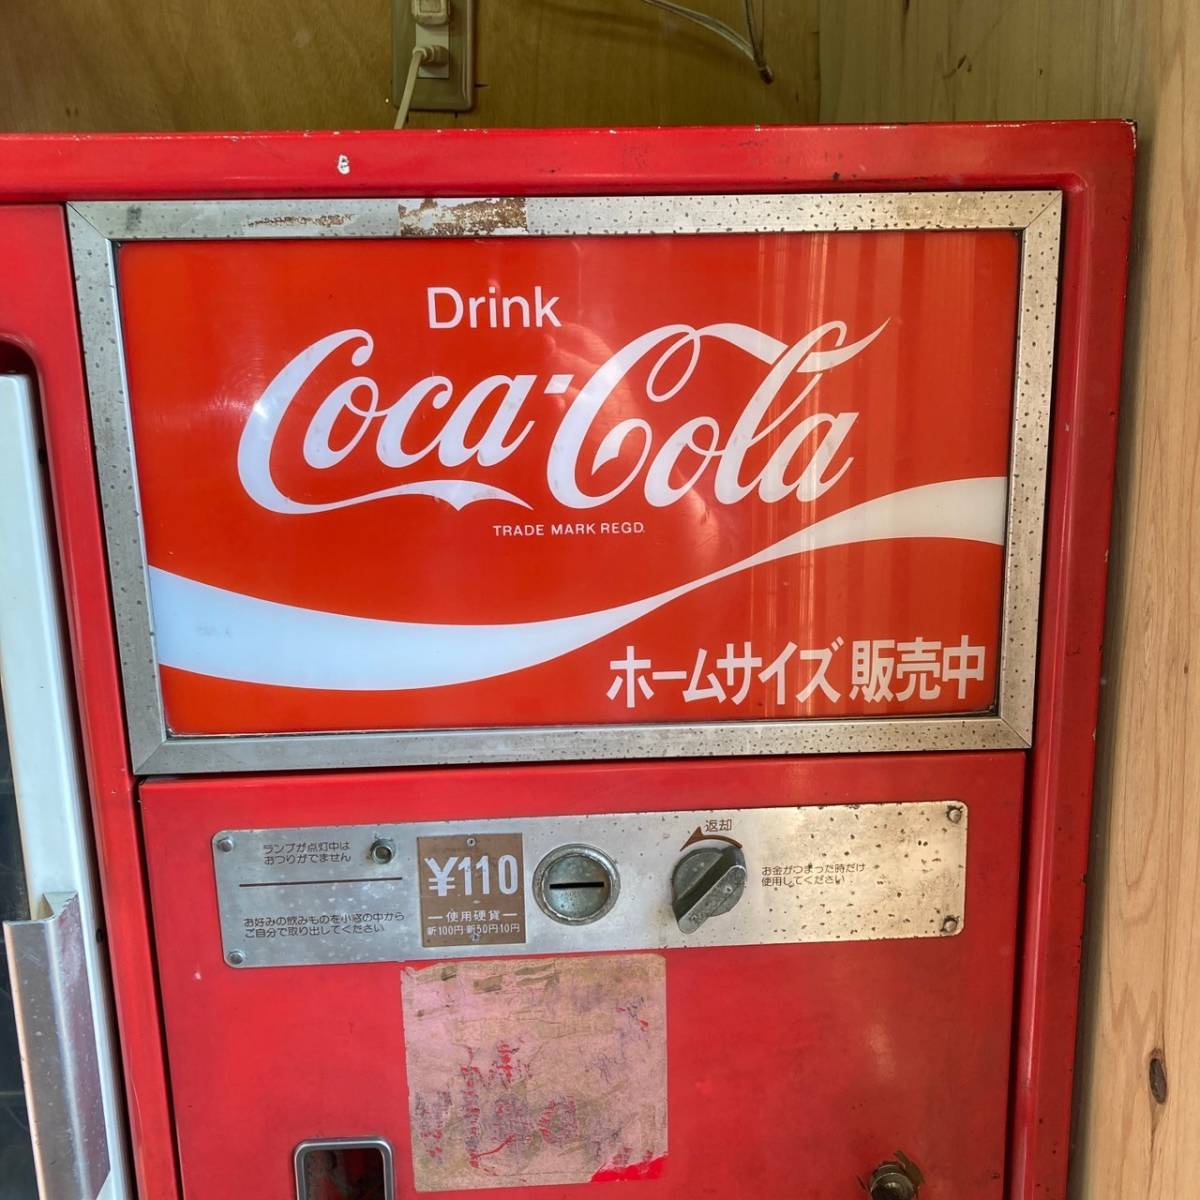 Drink
Coca-Cola
TRADE MARK REGD.
ホームサイズ販売中
ランプが点灯中は
おつりがでません
お好みの飲みものを小窓の中から
ご自分で取り出してください
¥110
使用硬貨
新100円·新50円10円
返却
お金がつまった時だけ
使用してください